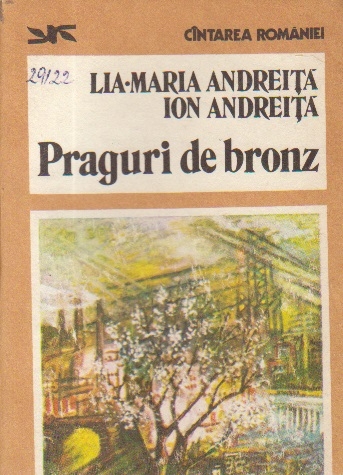 CÎNTAREA ROMÂNIEI
29122
LIA-MARIA ANDREIȚĂ
ION ANDREIȚĂ
Praguri de bronz